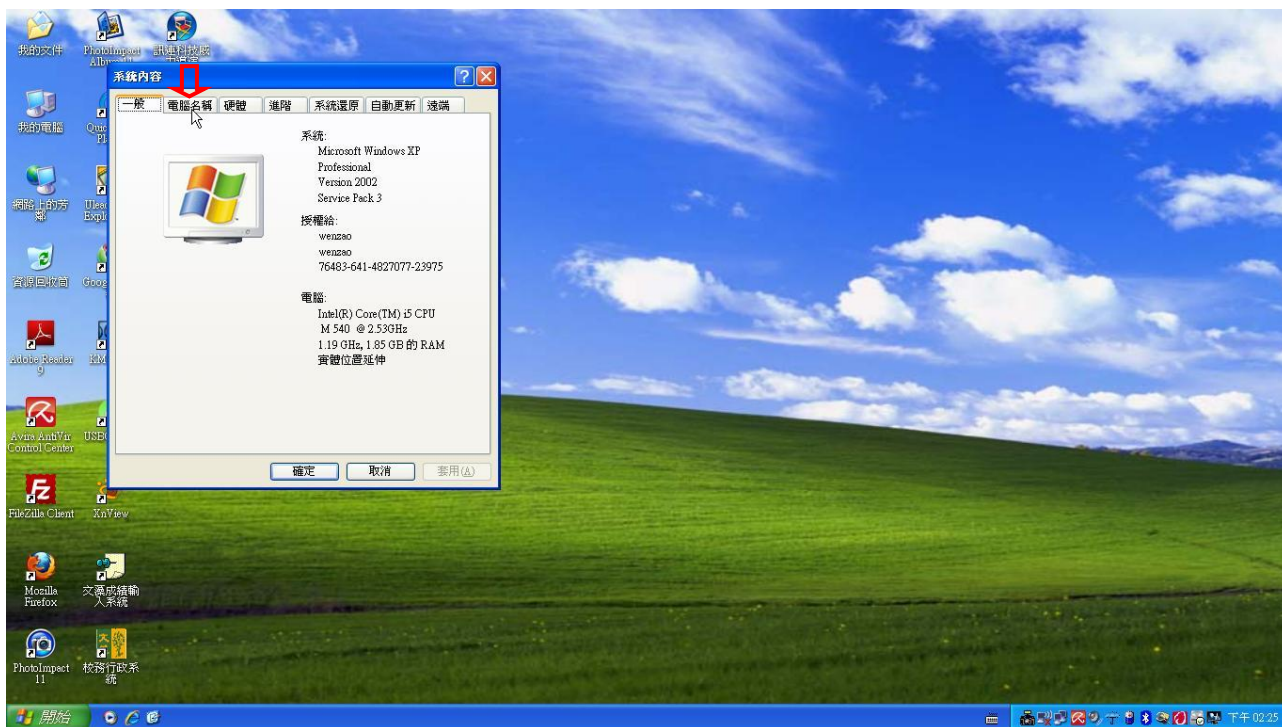 我的文件
PhotoImpact
訊連科技威
我的電腦
網路上的芳
鄰
資源回收筒
Adobe Reader
9
Avira AntiVir
Control Center
FileZilla Client
XnView
Mozilla
Firefox
文藻成績輸
入系統
PhotoImpact
11
校務行政系
統
系統內容
一般 電腦名稱 硬體 進階 系統還原 自動更新 遠端
系統:
Microsoft Windows XP
Professional
Version 2002
Service Pack 3
授權給:
wenzao
wenzao
76483-641-4827077-23975
電腦:
Intel(R) Core(TM) i5 CPU
M 540 @ 2.53GHz
1.19 GHz, 1.85 GB 的 RAM
實體位置延伸
確定 取消 套用(A)
開始
下午 02:25